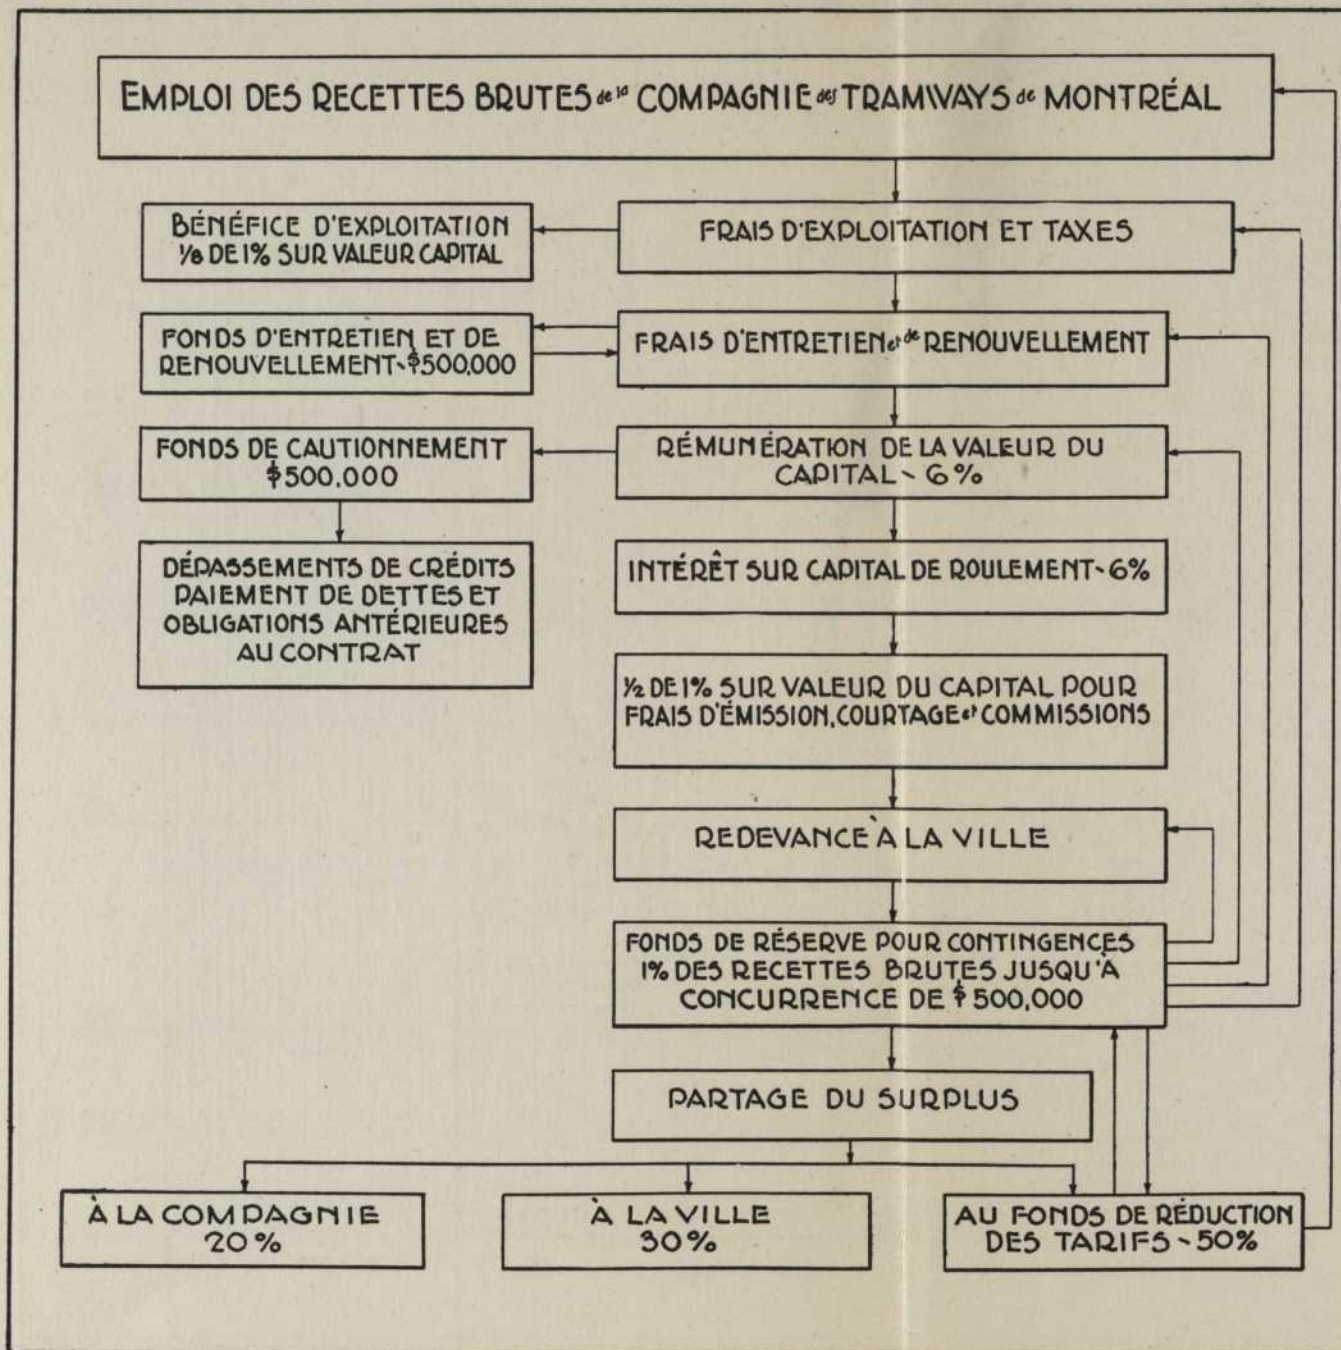 EMPLOI DES RECETTES BRUTES de la COMPAGNIE des TRAMWAYS de MONTRÉAL
BÉNÉFICE D'EXPLOITATION
1/8 DE 1% SUR VALEUR CAPITAL
FRAIS D'EXPLOITATION ET TAXES
FONDS D'ENTRETIEN ET DE
RENOUVELLEMENT~$500,000
FRAIS D'ENTRETIEN et de RENOUVELLEMENT
FONDS DE CAUTIONNEMENT
$500,000
RÉMUNÉRATION DE LA VALEUR DU
CAPITAL ~ 6%
DÉPASSEMENTS DE CRÉDITS
PAIEMENT DE DETTES ET
OBLIGATIONS ANTÉRIEURES
AU CONTRAT
INTÉRÊT SUR CAPITAL DE ROULEMENT~6%
1/2 DE 1% SUR VALEUR DU CAPITAL POUR
FRAIS D'ÉMISSION, COURTAGE et COMMISSIONS
REDEVANCE À LA VILLE
FONDS DE RÉSERVE POUR CONTINGENCES
1% DES RECETTES BRUTES JUSQU'À
CONCURRENCE DE $500,000
PARTAGE DU SURPLUS
À LA COMPAGNIE
20%
À LA VILLE
30%
AU FONDS DE RÉDUCTION
DES TARIFS ~50%